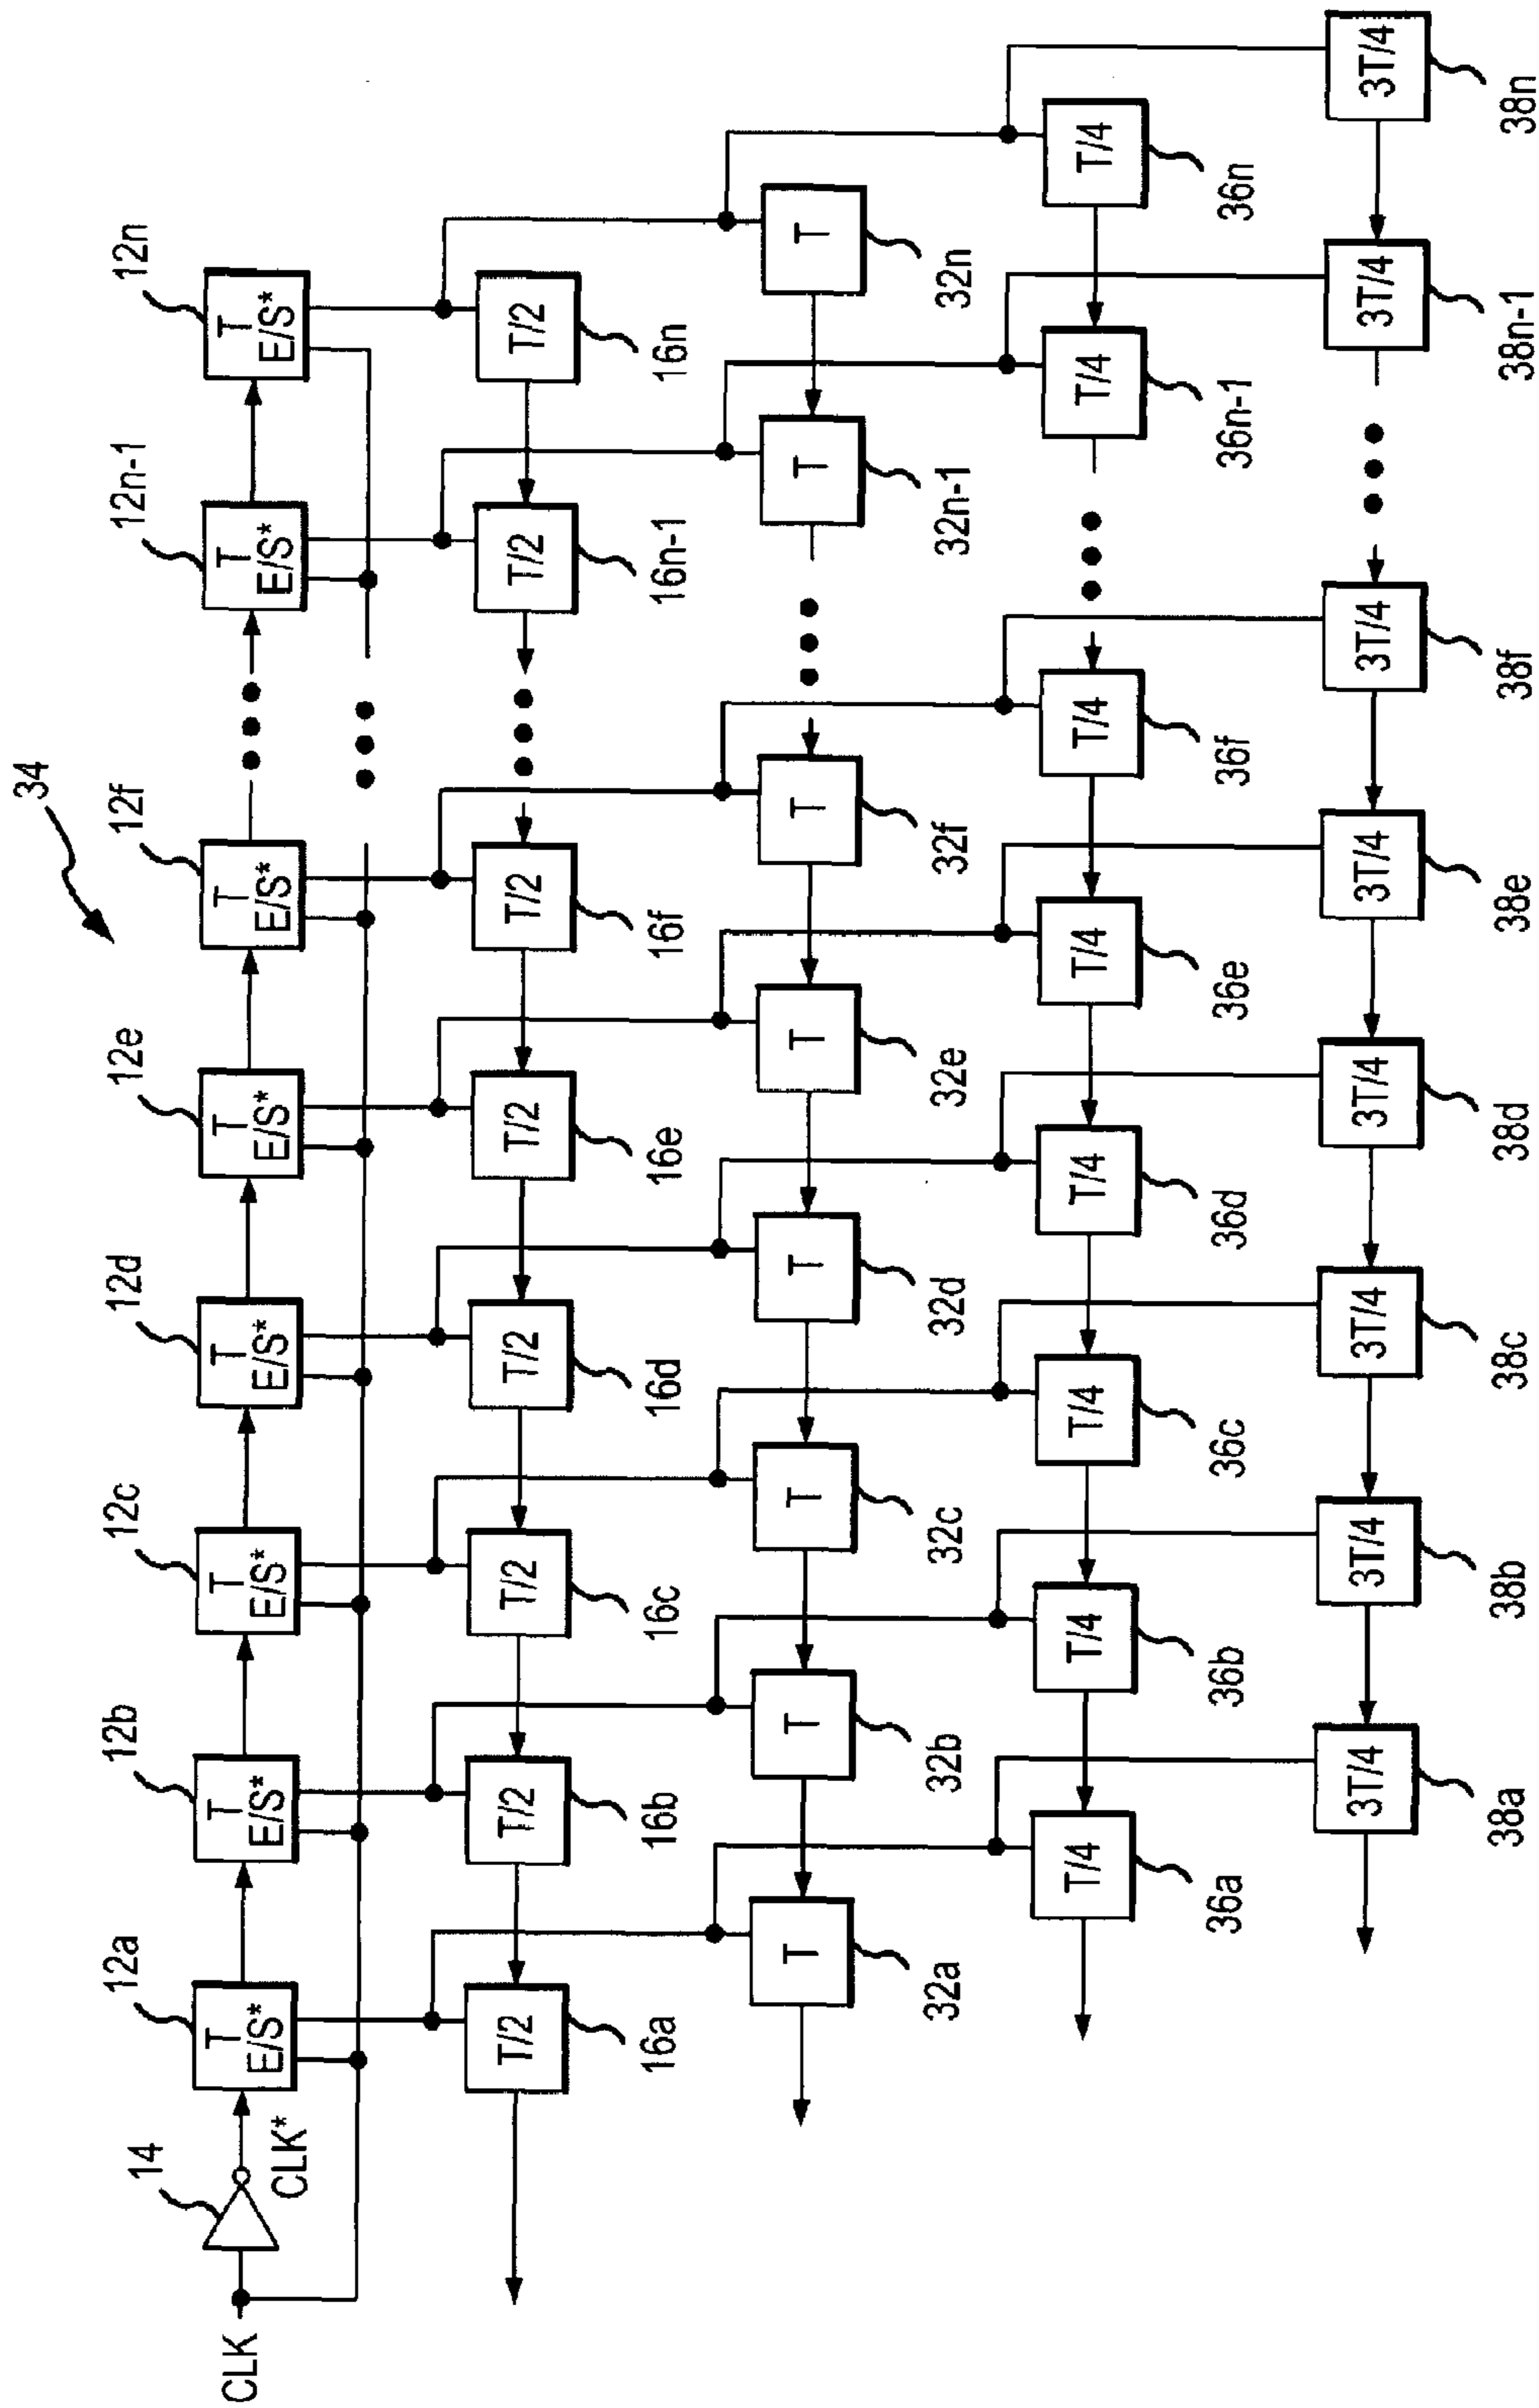 34
CLK
14
CLK*
12a
12b
12c
12d
12e
12f
12n-1
12n
T
E/S*
T
E/S*
T
E/S*
T
E/S*
T
E/S*
T
E/S*
T
E/S*
T
E/S*
T/2
T/2
T/2
T/2
T/2
T/2
T/2
T/2
16a
16b
16c
16d
16e
16f
16n-1
16n
T
T
T
T
T
T
T
T
32a
32b
32c
32d
32e
32f
32n-1
32n
T/4
T/4
T/4
T/4
T/4
T/4
T/4
T/4
36a
36b
36c
36d
36e
36f
36n-1
36n
3T/4
3T/4
3T/4
3T/4
3T/4
3T/4
3T/4
3T/4
38a
38b
38c
38d
38e
38f
38n-1
38n